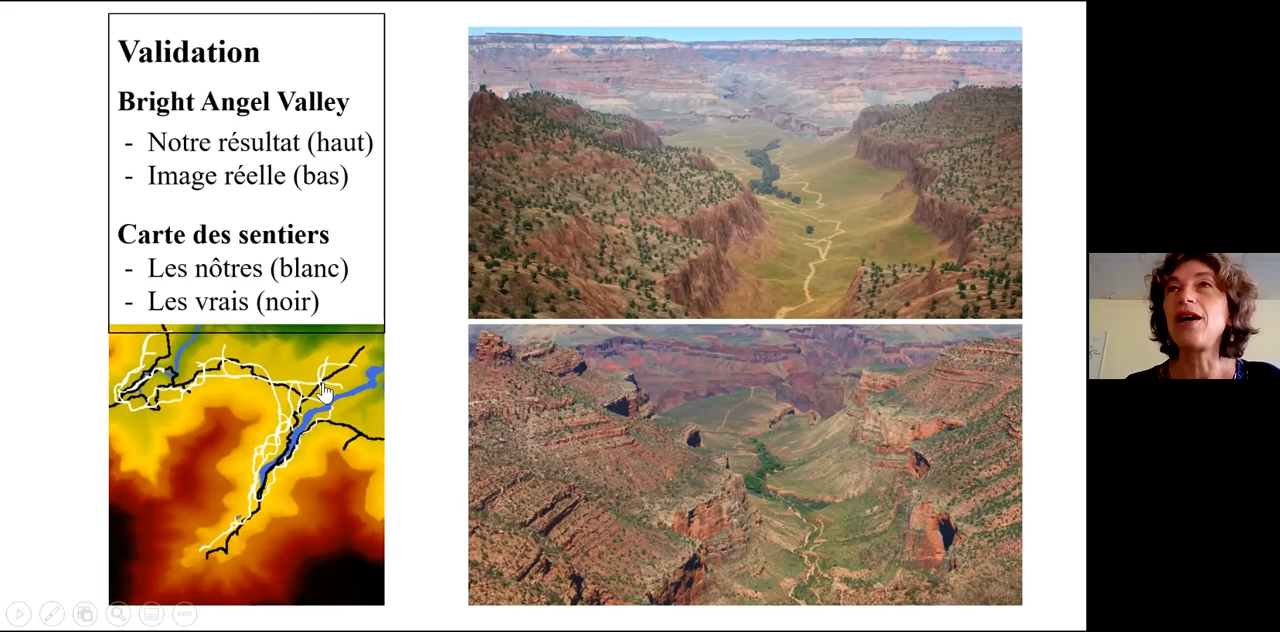 Validation
Bright Angel Valley
- Notre résultat (haut)
- Image réelle (bas)
Carte des sentiers
- Les nôtres (blanc)
- Les vrais (noir)